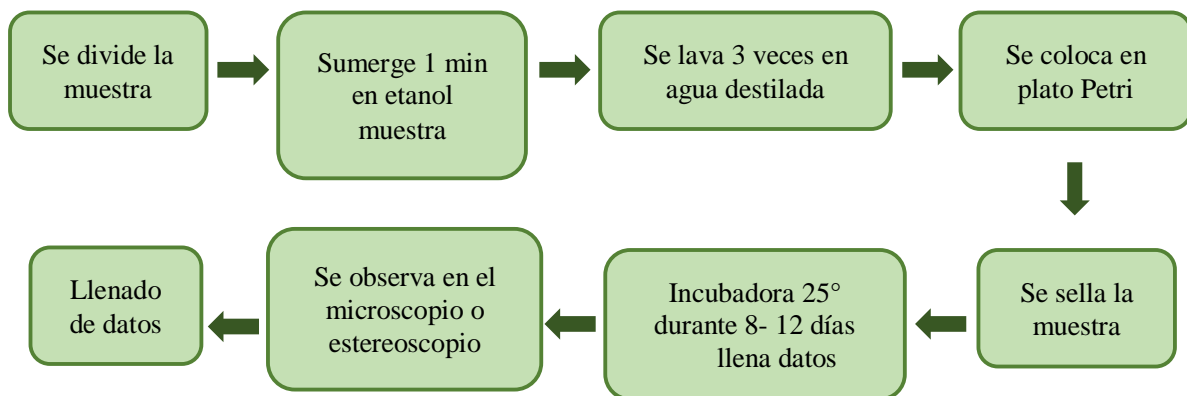 Se divide la
muestra
Sumerge 1 min
en etanol
muestra
Se lava 3 veces en
agua destilada
Se coloca en
plato Petri
Se sella la
muestra
Incubadora 25°
durante 8- 12 días
llena datos
Se observa en el
microscopio o
estereoscopio
Llenado
de datos